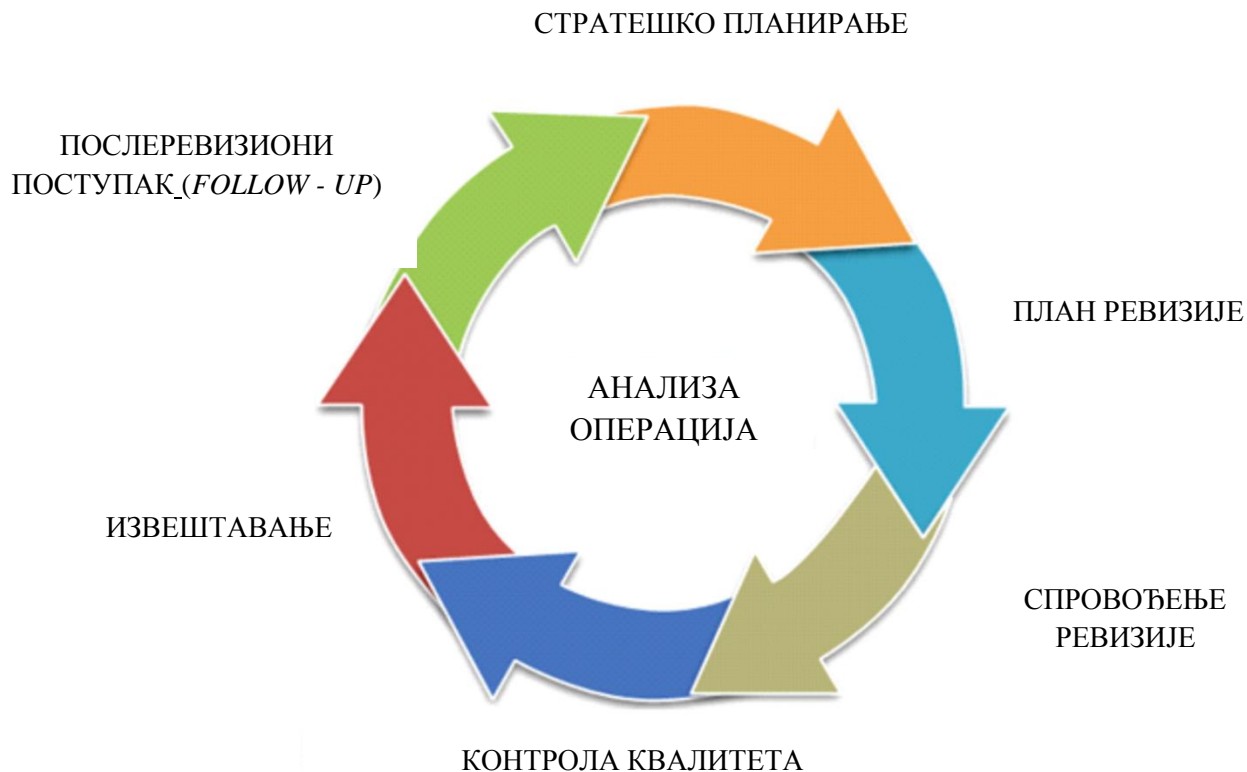 СТРАТЕШКО ПЛАНИРАЊЕ
ПОСЛЕРЕВИЗИОНИ
ПОСТУПАК (FOLLOW - UP)
ПЛАН РЕВИЗИЈЕ
АНАЛИЗА
ОПЕРАЦИЈА
ИЗВЕШТАВАЊЕ
СПРОВОЂЕЊЕ
РЕВИЗИЈЕ
КОНТРОЛА КВАЛИТЕТА